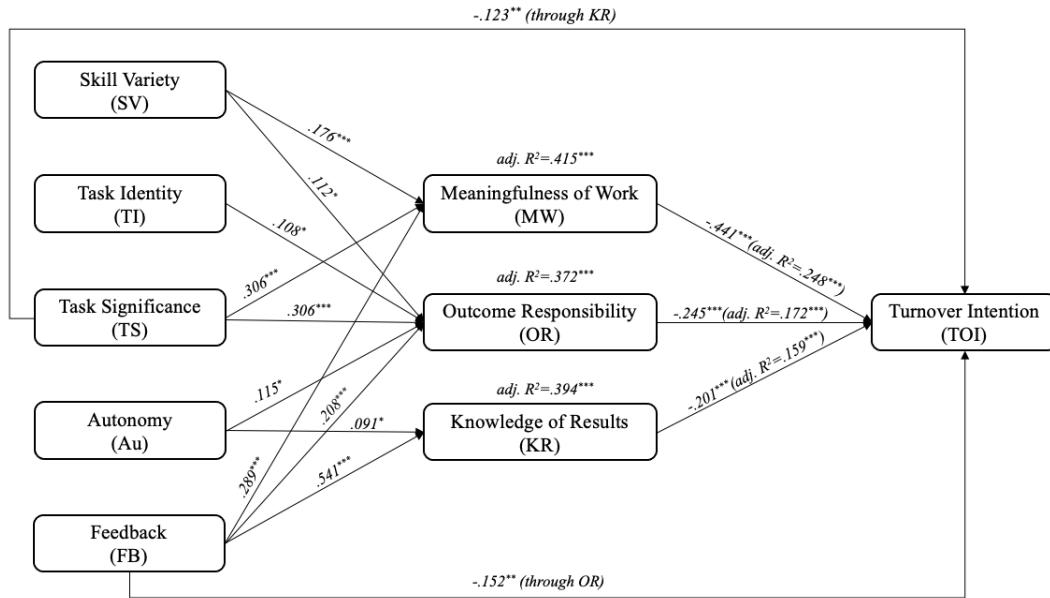 -.123** (through KR)
Skill Variety
(SV)
.176***
adj. R²=.415***
.112*
Task Identity
(TI)
Meaningfulness of Work
(MW)
.108*
-.441***(adj. R²=.248***)
.306***
adj. R²=.372***
Task Significance
(TS)
.306***
Outcome Responsibility
(OR)
-.245***(adj. R²=.172***)
Turnover Intention
(TOI)
-.201***(adj. R²=.159***)
.115*
adj. R²=.394***
Autonomy
(Au)
.208***
.091*
Knowledge of Results
(KR)
.289***
.541***
Feedback
(FB)
-.152** (through OR)